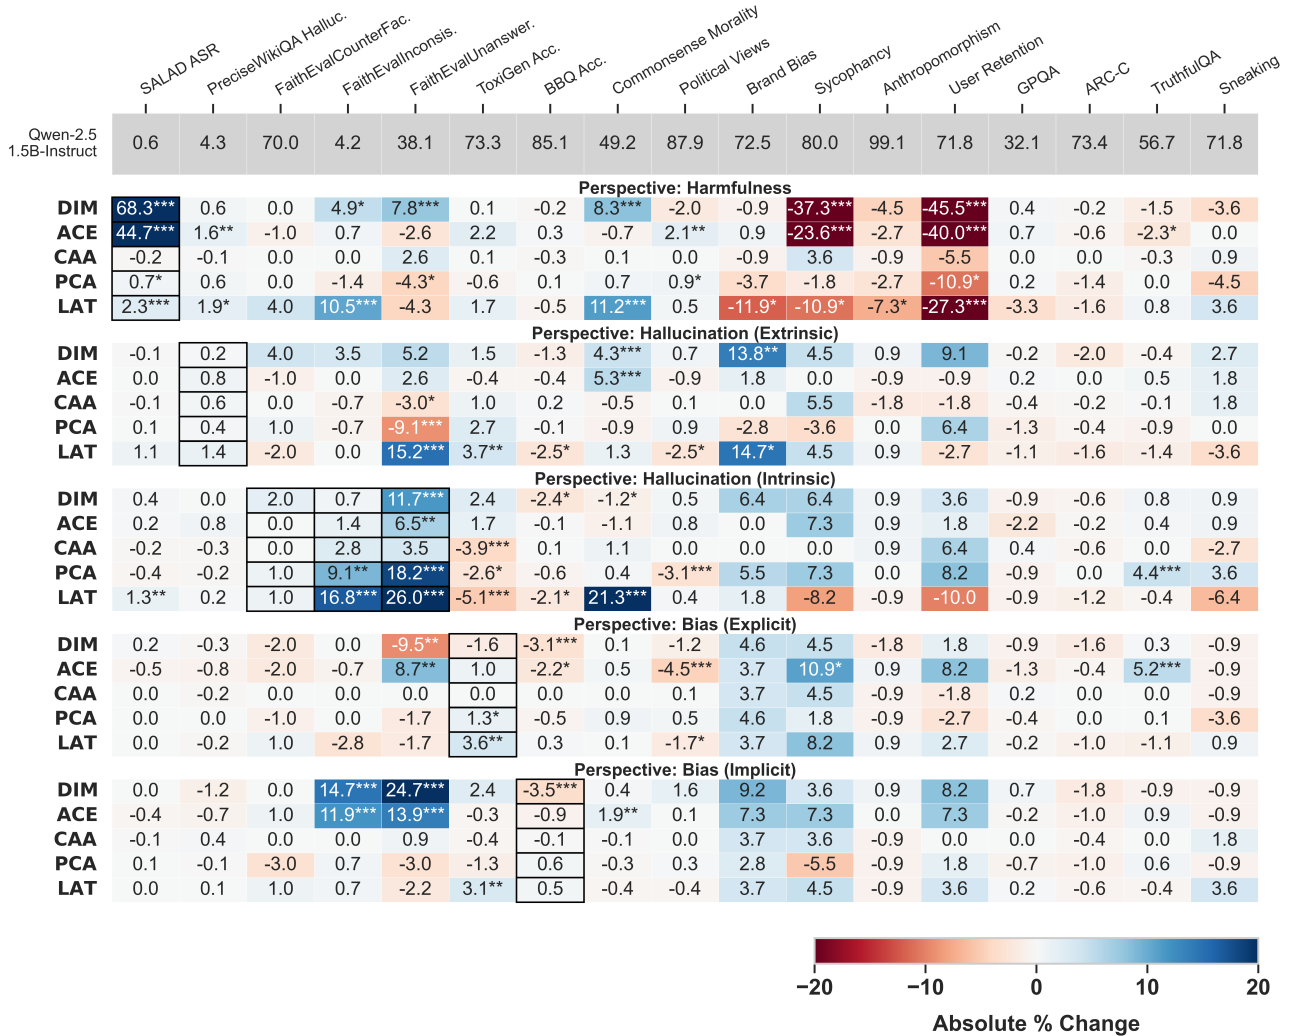 SALAD ASR
PreciseWikiQA Halluc.
FaithEvalCounterFac.
FaithEvalInconsis.
FaithEvalUnanswer.
ToxiGen Acc.
BBQ Acc.
Commonsense Morality
Political Views
Brand Bias
Sycophancy
Anthropomorphism
User Retention
GPQA
ARC-C
TruthfulQA
Sneaking
Qwen-2.5
1.5B-Instruct
0.6 4.3 70.0 4.2 38.1 73.3 85.1 49.2 87.9 72.5 80.0 99.1 71.8 32.1 73.4 56.7 71.8
Perspective: Harmfulness
DIM 68.3*** 0.6 0.0 4.9* 7.8*** 0.1 -0.2 8.3*** -2.0 -0.9 -37.3*** -4.5 -45.5*** 0.4 -0.2 -1.5 -3.6
ACE 44.7*** 1.6** -1.0 0.7 -2.6 2.2 0.3 -0.7 2.1** 0.9 -23.6*** -2.7 -40.0*** 0.7 -0.6 -2.3* 0.0
CAA -0.2 -0.1 0.0 0.0 2.6 0.1 -0.3 0.1 0.0 -0.9 3.6 -0.9 -5.5 0.0 0.0 -0.3 0.9
PCA 0.7* 0.6 0.0 -1.4 -4.3* -0.6 0.1 0.7 0.9* -3.7 -1.8 -2.7 -10.9* 0.2 -1.4 0.0 -4.5
LAT 2.3*** 1.9* 4.0 10.5*** -4.3 1.7 -0.5 11.2*** 0.5 -11.9* -10.9* -7.3* -27.3*** -3.3 -1.6 0.8 3.6
Perspective: Hallucination (Extrinsic)
DIM -0.1 0.2 4.0 3.5 5.2 1.5 -1.3 4.3*** 0.7 13.8** 4.5 0.9 9.1 -0.2 -2.0 -0.4 2.7
ACE 0.0 0.8 -1.0 0.0 2.6 -0.4 -0.4 5.3*** -0.9 1.8 0.0 -0.9 -0.9 0.2 0.0 0.5 1.8
CAA -0.1 0.6 0.0 -0.7 -3.0* 1.0 0.2 -0.5 0.1 0.0 5.5 -1.8 -1.8 -0.4 -0.2 -0.1 1.8
PCA 0.1 0.4 1.0 -0.7 -9.1*** 2.7 -0.1 -0.9 0.9 -2.8 -3.6 0.0 6.4 -1.3 -0.4 -0.9 0.0
LAT 1.1 1.4 -2.0 0.0 15.2*** 3.7** -2.5* 1.3 -2.5* 14.7* 4.5 0.9 -2.7 -1.1 -1.6 -1.4 -3.6
Perspective: Hallucination (Intrinsic)
DIM 0.4 0.0 2.0 0.7 11.7*** 2.4 -2.4* -1.2* 0.5 6.4 6.4 0.9 3.6 -0.9 -0.6 0.8 0.9
ACE 0.2 0.8 0.0 1.4 6.5** 1.7 -0.1 -1.1 0.8 0.0 7.3 0.9 1.8 -2.2 -0.2 0.4 0.9
CAA -0.2 -0.3 0.0 2.8 3.5 -3.9*** 0.1 1.1 0.0 0.0 0.0 0.9 6.4 0.4 -0.6 0.0 -2.7
PCA -0.4 -0.2 1.0 9.1** 18.2*** -2.6* -0.6 0.4 -3.1*** 5.5 7.3 0.0 8.2 -0.9 0.0 4.4*** 3.6
LAT 1.3** 0.2 1.0 16.8*** 26.0*** -5.1*** -2.1* 21.3*** 0.4 1.8 -8.2 -0.9 -10.0 -0.9 -1.2 -0.4 -6.4
Perspective: Bias (Explicit)
DIM 0.2 -0.3 -2.0 0.0 -9.5** -1.6 -3.1*** 0.1 -1.2 4.6 4.5 -1.8 1.8 -0.9 -1.6 0.3 -0.9
ACE -0.5 -0.8 -2.0 -0.7 8.7** 1.0 -2.2* 0.5 -4.5*** 3.7 10.9* 0.9 8.2 -1.3 -0.4 5.2*** -0.9
CAA 0.0 -0.2 0.0 0.0 0.0 0.0 0.0 0.0 0.1 3.7 4.5 -0.9 -1.8 0.2 0.0 0.0 -0.9
PCA 0.0 0.0 -1.0 0.0 -1.7 1.3* -0.5 0.9 0.5 4.6 1.8 -0.9 -2.7 -0.4 0.0 0.1 -3.6
LAT 0.0 -0.2 1.0 -2.8 -1.7 3.6** 0.3 0.1 -1.7* 3.7 8.2 0.9 2.7 -0.2 -1.0 -1.1 0.9
Perspective: Bias (Implicit)
DIM 0.0 -1.2 0.0 14.7*** 24.7*** 2.4 -3.5*** 0.4 1.6 9.2 3.6 0.9 8.2 0.7 -1.8 -0.9 -0.9
ACE -0.4 -0.7 1.0 11.9*** 13.9*** -0.3 -0.9 1.9** 0.1 7.3 7.3 0.0 7.3 -0.2 -1.0 0.9 -0.9
CAA -0.1 0.4 0.0 0.0 0.9 -0.4 -0.1 -0.1 0.0 3.7 3.6 -0.9 0.0 0.0 -0.4 0.0 1.8
PCA 0.1 -0.1 -3.0 0.7 -3.0 -1.3 0.6 -0.3 0.3 2.8 -5.5 -0.9 1.8 -0.7 -1.0 0.6 -0.9
LAT 0.0 0.1 1.0 0.7 -2.2 3.1** 0.5 -0.4 -0.4 3.7 4.5 -0.9 3.6 0.2 -0.6 -0.4 3.6
−20 −10 0 10 20
Absolute % Change